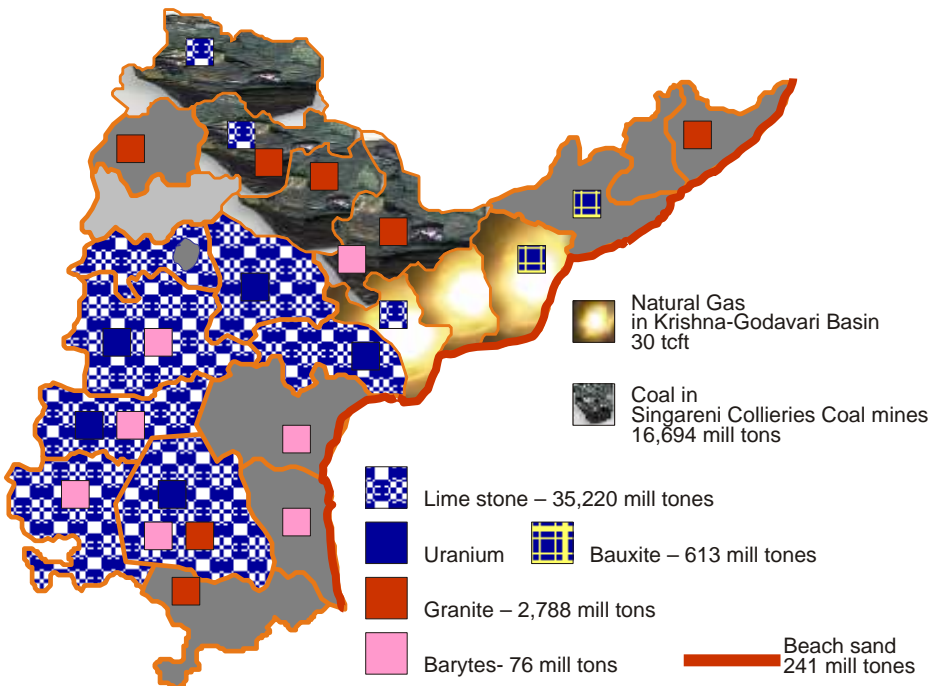 Natural Gas
in Krishna-Godavari Basin
30 tcft
Coal in
Singareni Collieries Coal mines
16,694 mill tons
Lime stone – 35,220 mill tones
Uranium
Bauxite – 613 mill tones
Granite – 2,788 mill tons
Barytes- 76 mill tons
Beach sand
241 mill tones